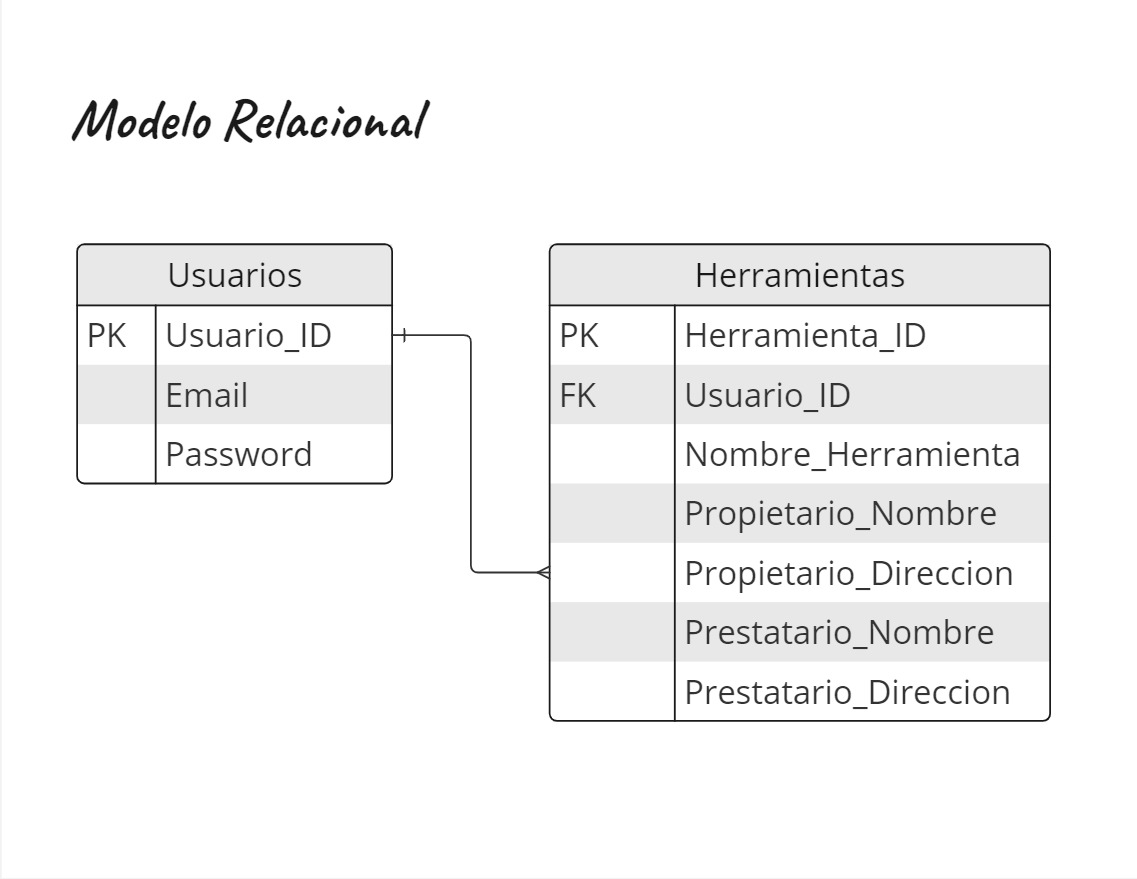 Modelo Relacional
Usuarios
PK Usuario_ID
Email
Password
Herramientas
PK Herramienta_ID
FK Usuario_ID
Nombre_Herramienta
Propietario_Nombre
Propietario_Direccion
Prestatario_Nombre
Prestatario_Direccion